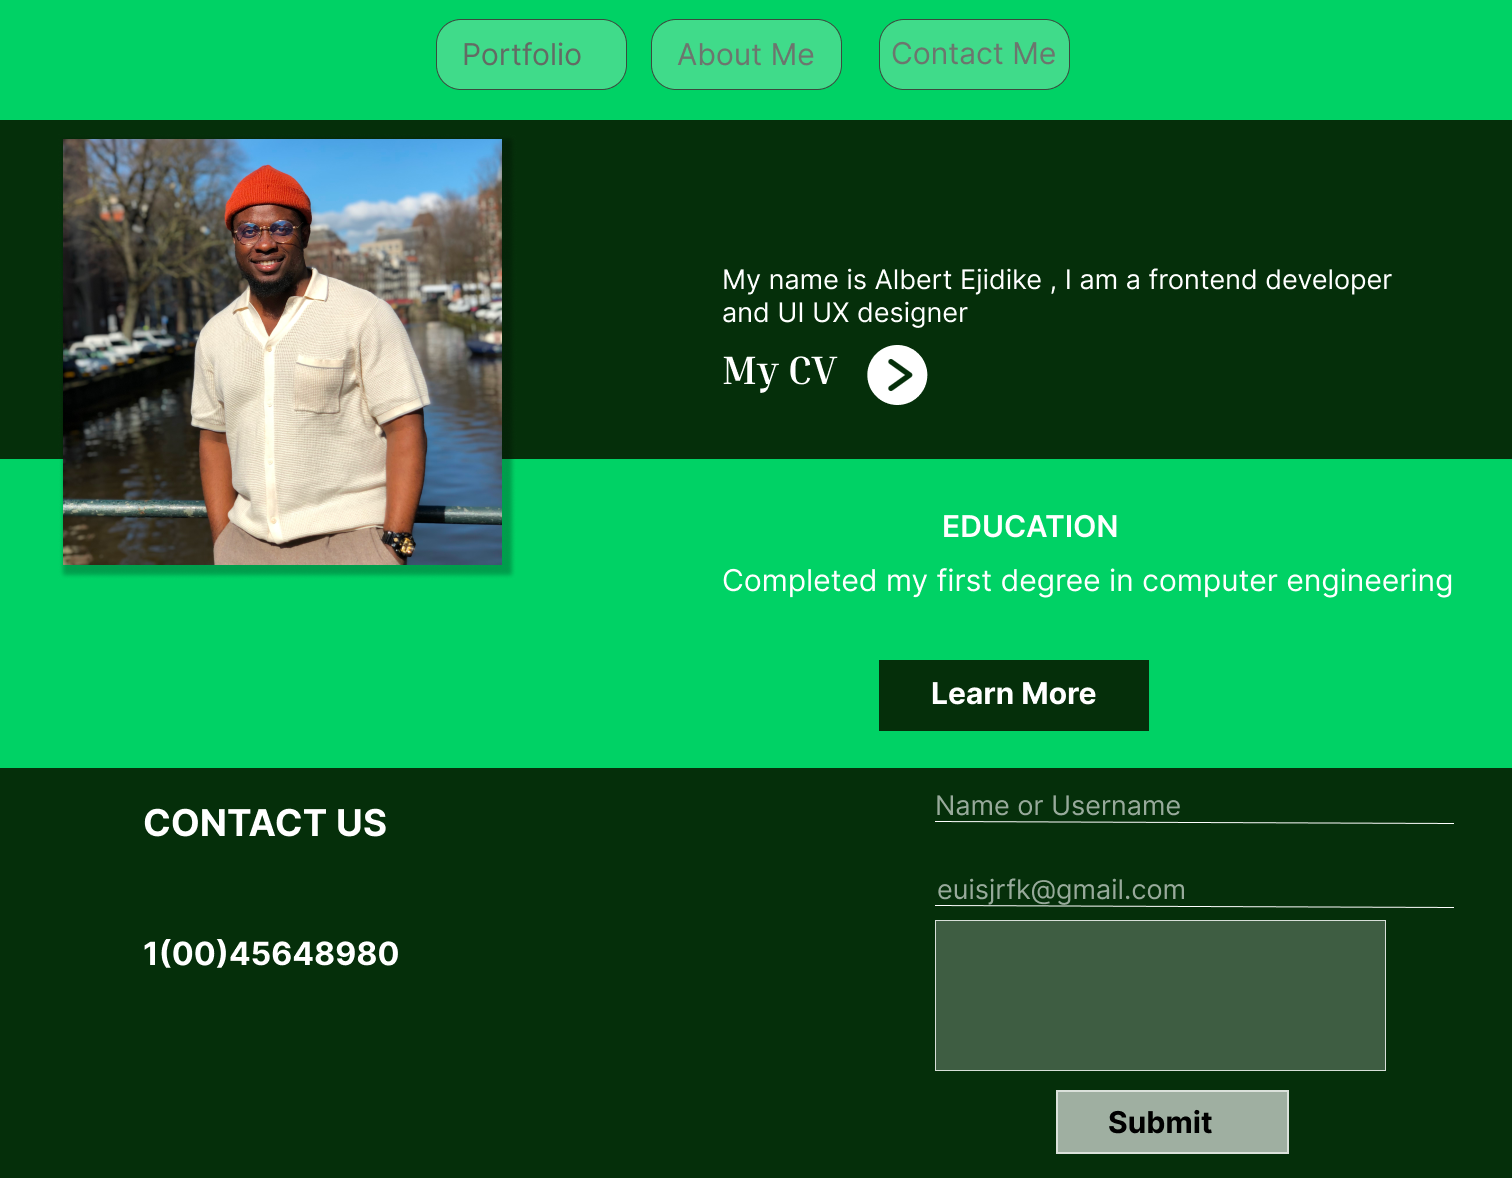 Portfolio
About Me
Contact Me
My name is Albert Ejidike , I am a frontend developer
and UI UX designer
My CV
EDUCATION
Completed my first degree in computer engineering
Learn More
CONTACT US
1(00)45648980
Name or Username
euisjrfk@gmail.com
Submit